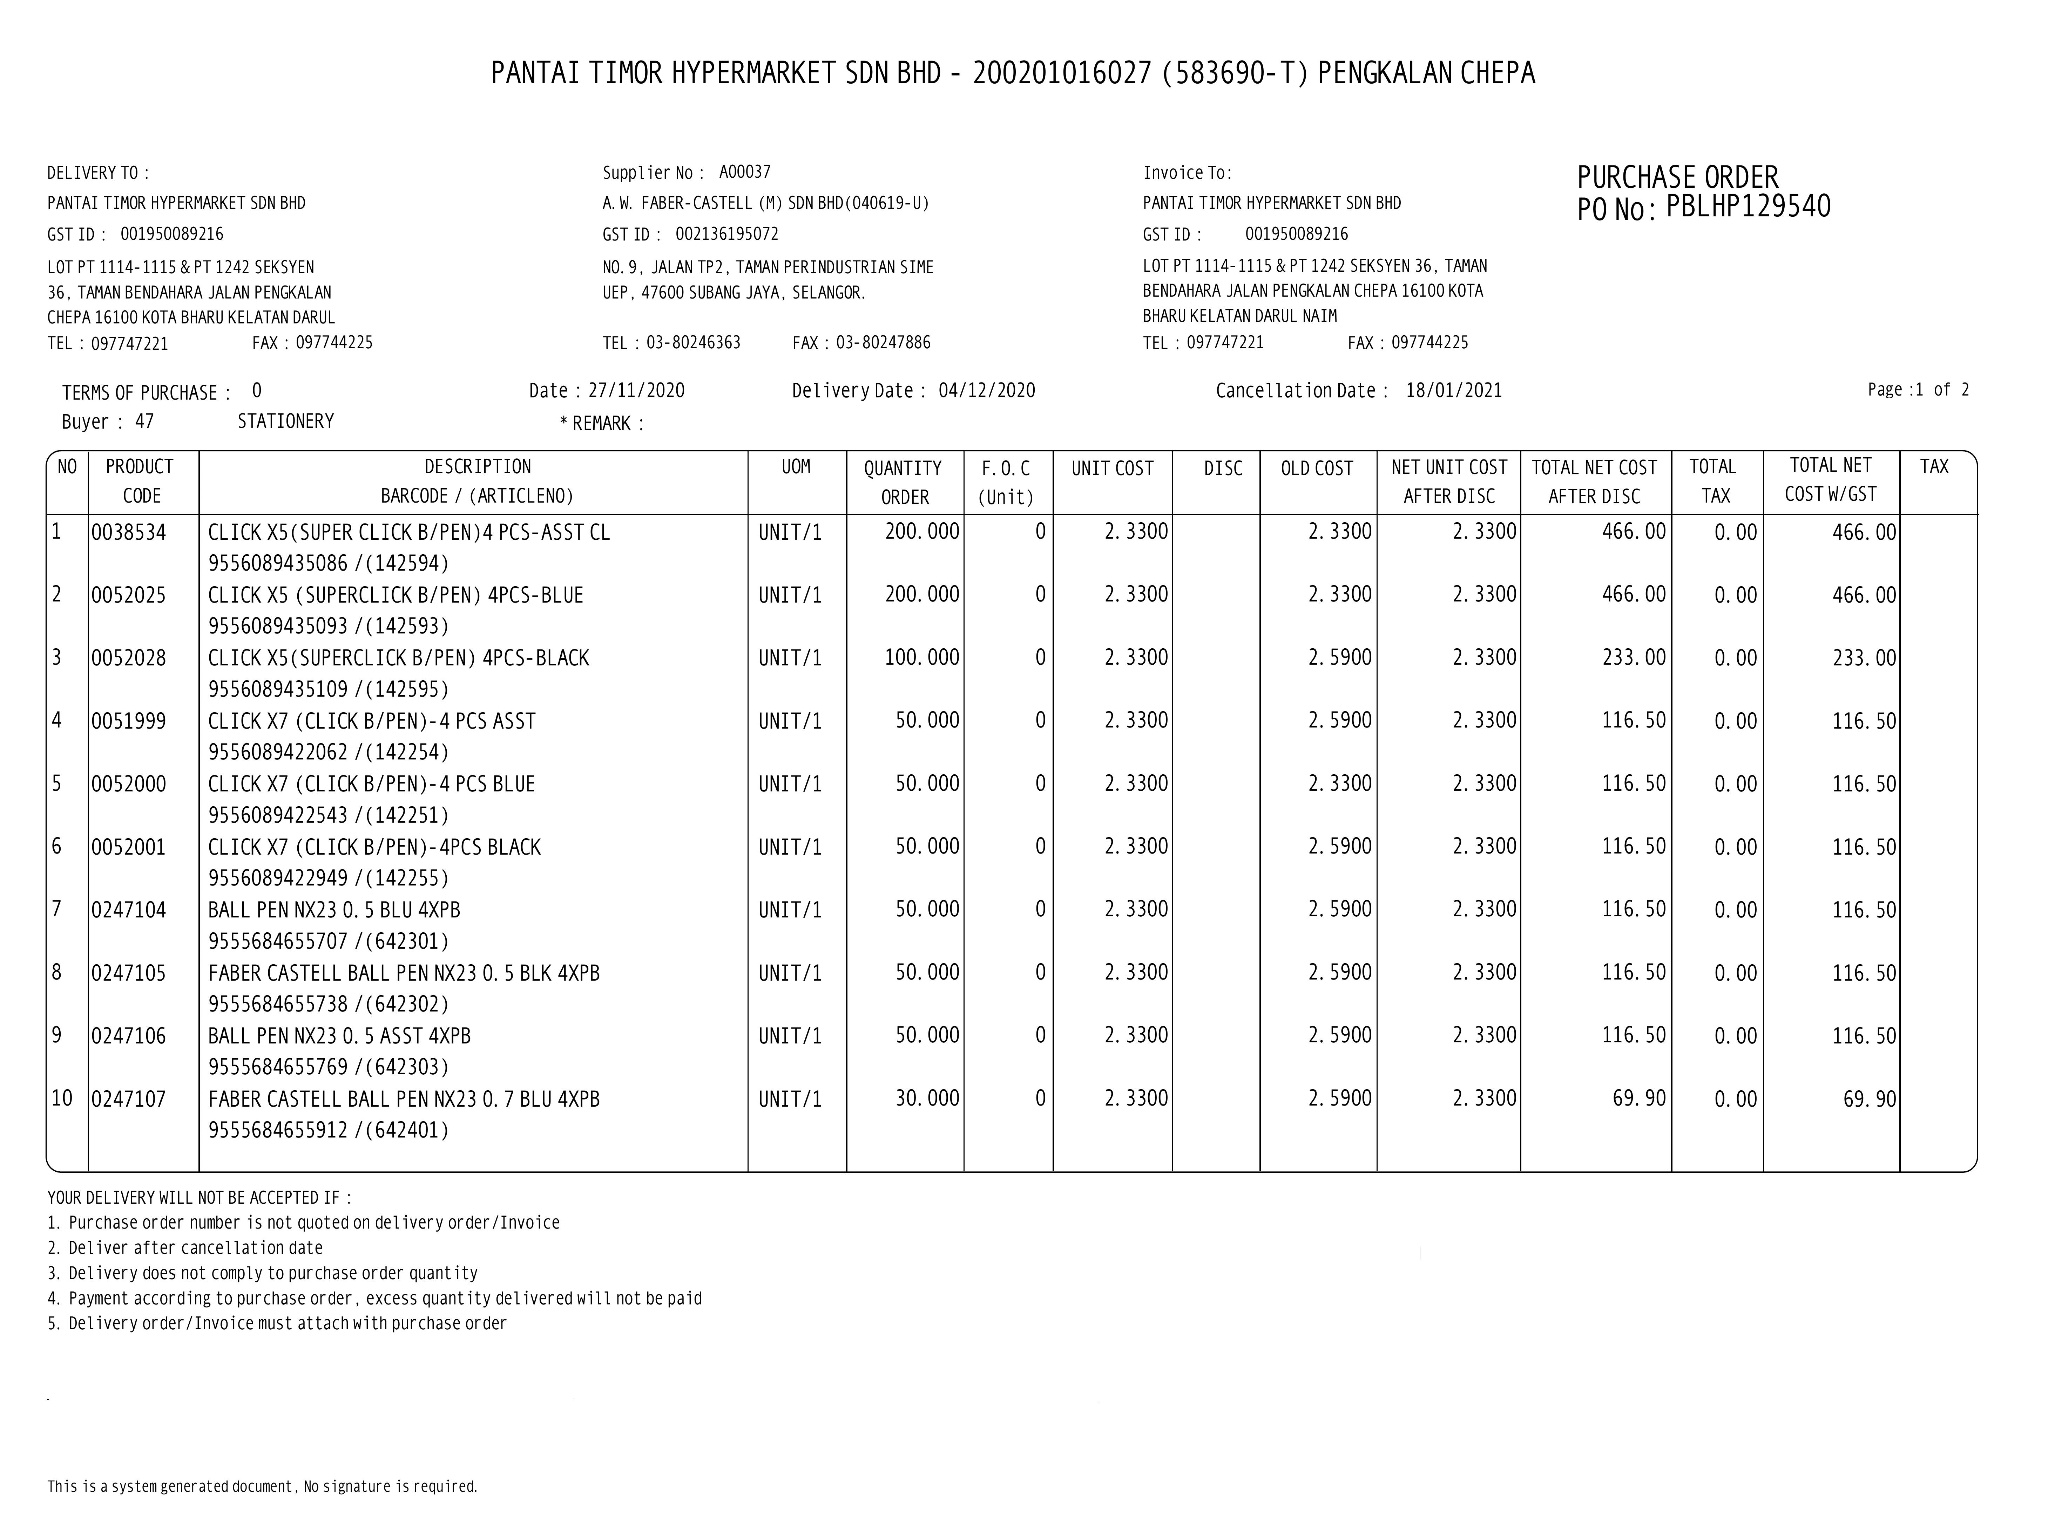 PANTAI TIMOR HYPERMARKET SDN BHD - 200201016027 (583690-T) PENGKALAN CHEPA
DELIVERY TO :
PANTAI TIMOR HYPERMARKET SDN BHD
GST ID : 001950089216
LOT PT 1114-1115 & PT 1242 SEKSYEN
36, TAMAN BENDAHARA JALAN PENGKALAN
CHEPA 16100 KOTA BHARU KELATAN DARUL
TEL : 097747221 FAX : 097744225
Supplier No : A00037
A.W. FABER-CASTELL (M) SDN BHD(040619-U)
GST ID : 002136195072
NO.9, JALAN TP2, TAMAN PERINDUSTRIAN SIME
UEP, 47600 SUBANG JAYA, SELANGOR.
TEL : 03-80246363 FAX : 03-80247886
Invoice To:
PANTAI TIMOR HYPERMARKET SDN BHD
GST ID : 001950089216
LOT PT 1114-1115 & PT 1242 SEKSYEN 36, TAMAN
BENDAHARA JALAN PENGKALAN CHEPA 16100 KOTA
BHARU KELATAN DARUL NAIM
TEL : 097747221 FAX : 097744225
PURCHASE ORDER
PO No: PBLHP129540
TERMS OF PURCHASE : 0 Date : 27/11/2020 Delivery Date : 04/12/2020 Cancellation Date : 18/01/2021 Page :1 of 2
Buyer : 47 STATIONERY * REMARK :
NO PRODUCT DESCRIPTION UOM QUANTITY F.O.C UNIT COST DISC OLD COST NET UNIT COST TOTAL NET COST TOTAL TOTAL NET TAX
CODE BARCODE / (ARTICLENO) ORDER (Unit) AFTER DISC AFTER DISC TAX COST W/GST
1 0038534 CLICK X5(SUPER CLICK B/PEN)4 PCS-ASST CL UNIT/1 200.000 0 2.3300 2.3300 2.3300 466.00 0.00 466.00
9556089435086 /(142594)
2 0052025 CLICK X5 (SUPERCLICK B/PEN) 4PCS-BLUE UNIT/1 200.000 0 2.3300 2.3300 2.3300 466.00 0.00 466.00
9556089435093 /(142593)
3 0052028 CLICK X5(SUPERCLICK B/PEN) 4PCS-BLACK UNIT/1 100.000 0 2.3300 2.5900 2.3300 233.00 0.00 233.00
9556089435109 /(142595)
4 0051999 CLICK X7 (CLICK B/PEN)-4 PCS ASST UNIT/1 50.000 0 2.3300 2.5900 2.3300 116.50 0.00 116.50
9556089422062 /(142254)
5 0052000 CLICK X7 (CLICK B/PEN)-4 PCS BLUE UNIT/1 50.000 0 2.3300 2.3300 2.3300 116.50 0.00 116.50
9556089422543 /(142251)
6 0052001 CLICK X7 (CLICK B/PEN)-4PCS BLACK UNIT/1 50.000 0 2.3300 2.5900 2.3300 116.50 0.00 116.50
9556089422949 /(142255)
7 0247104 BALL PEN NX23 0.5 BLU 4XPB UNIT/1 50.000 0 2.3300 2.5900 2.3300 116.50 0.00 116.50
9555684655707 /(642301)
8 0247105 FABER CASTELL BALL PEN NX23 0.5 BLK 4XPB UNIT/1 50.000 0 2.3300 2.5900 2.3300 116.50 0.00 116.50
9555684655738 /(642302)
9 0247106 BALL PEN NX23 0.5 ASST 4XPB UNIT/1 50.000 0 2.3300 2.5900 2.3300 116.50 0.00 116.50
9555684655769 /(642303)
10 0247107 FABER CASTELL BALL PEN NX23 0.7 BLU 4XPB UNIT/1 30.000 0 2.3300 2.5900 2.3300 69.90 0.00 69.90
9555684655912 /(642401)
YOUR DELIVERY WILL NOT BE ACCEPTED IF :
1. Purchase order number is not quoted on delivery order/Invoice
2. Deliver after cancellation date
3. Delivery does not comply to purchase order quantity
4. Payment according to purchase order, excess quantity delivered will not be paid
5. Delivery order/Invoice must attach with purchase order
This is a system generated document, No signature is required.